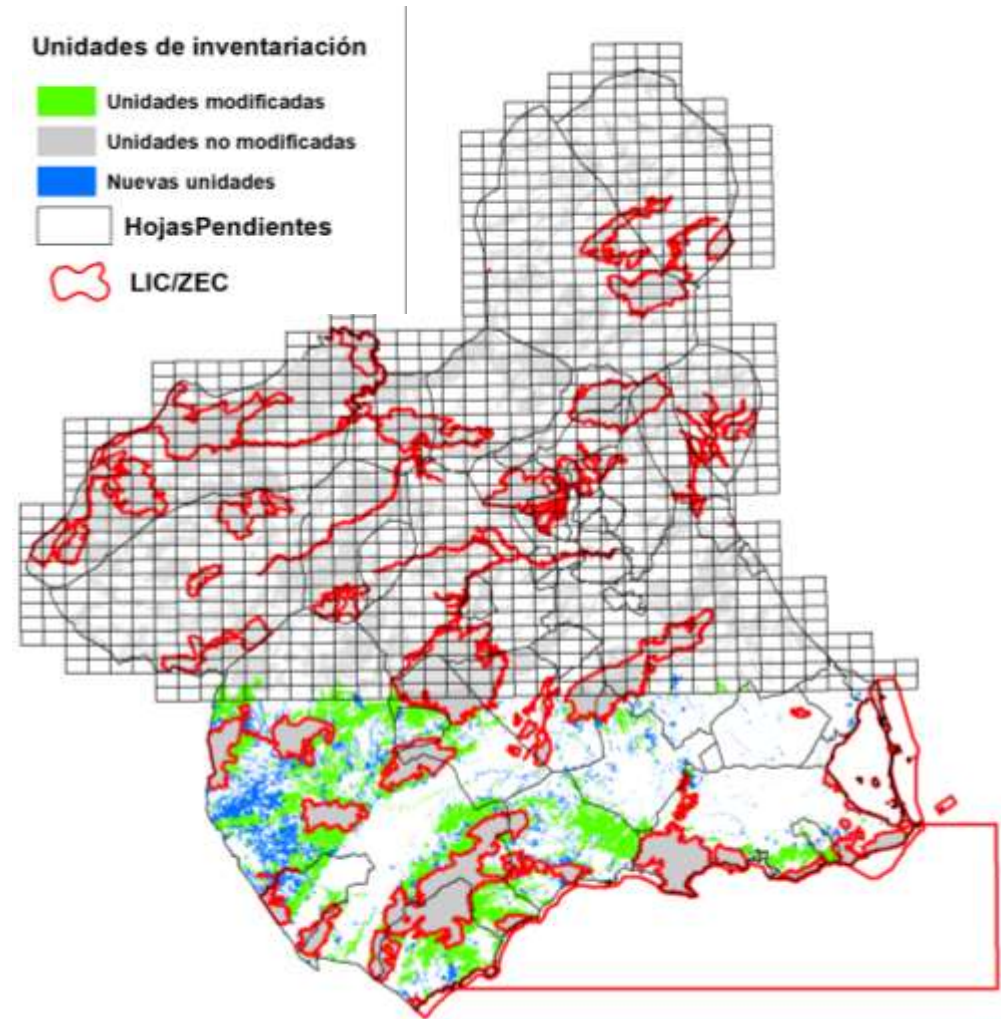 Unidades de inventariación
Unidades modificadas
Unidades no modificadas
Nuevas unidades
HojasPendientes
LIC/ZEC